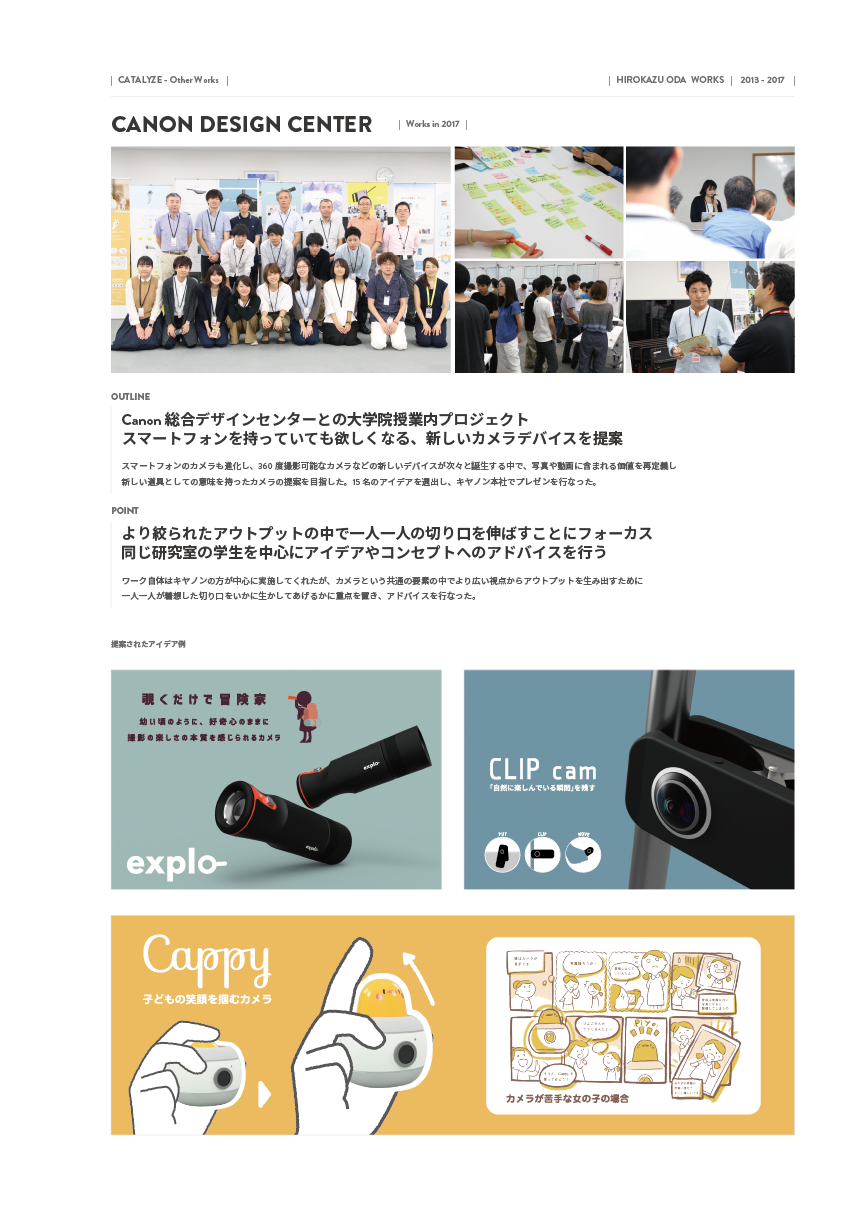 CATALYZE - Other Works
HIROKAZU ODA WORKS | 2013 - 2017
CANON DESIGN CENTER
Works in 2017
OUTLINE
Canon 総合デザインセンターとの大学院授業内プロジェクト
スマートフォンを持っていても欲しくなる、新しいカメラデバイスを提案
スマートフォンのカメラも進化し、360 度撮影可能なカメラなどの新しいデバイスが次々と誕生する中で、写真や動画に含まれる価値を再定義し
新しい道具としての意味を持ったカメラの提案を目指した。15 名のアイデアを選出し、キヤノン本社でプレゼンを行なった。
POINT
より絞られたアウトプットの中で一人一人の切り口を伸ばすことにフォーカス
同じ研究室の学生を中心にアイデアやコンセプトへのアドバイスを行う
ワーク自体はキヤノンの方が中心に実施してくれたが、カメラという共通の要素の中でより広い視点からアウトプットを生み出すために
一人一人が着想した切り口をいかに生かしてあげるかに重点を置き、アドバイスを行なった。
提案されたアイデア例
覗くだけで冒険家
幼い頃のように、好奇心のままに
撮影の楽しさの本質を感じられるカメラ
explo-
explo-
explo-
CLIP cam
「自然に楽しんでいる瞬間」を残す
PUT
CLIP
MOVE
Cappy
子どもの笑顔を掴むカメラ
PiYo!
カメラが苦手な女の子の場合